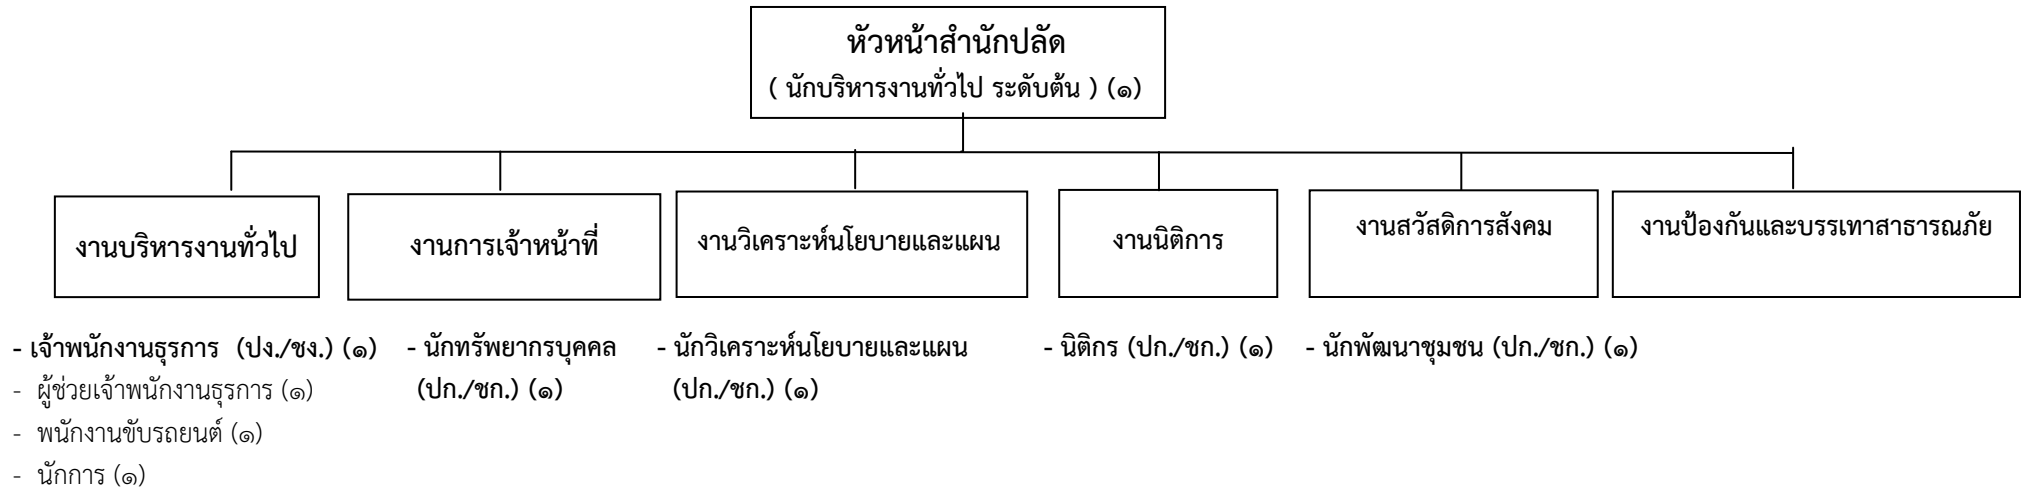 หัวหน้าสำนักปลัด
( นักบริหารงานทั่วไป ระดับต้น ) (๑)
งานบริหารงานทั่วไป
งานการเจ้าหน้าที่
งานวิเคราะห์นโยบายและแผน
งานนิติการ
งานสวัสดิการสังคม
งานป้องกันและบรรเทาสาธารณภัย
- เจ้าพนักงานธุรการ (ปง./ชง.) (๑)
- ผู้ช่วยเจ้าพนักงานธุรการ (๑)
- พนักงานขับรถยนต์ (๑)
- นักการ (๑)
- นักทรัพยากรบุคคล
(ปก./ชก.) (๑)
- นักวิเคราะห์นโยบายและแผน
(ปก./ชก.) (๑)
- นิติกร (ปก./ชก.) (๑)
- นักพัฒนาชุมชน (ปก./ชก.) (๑)